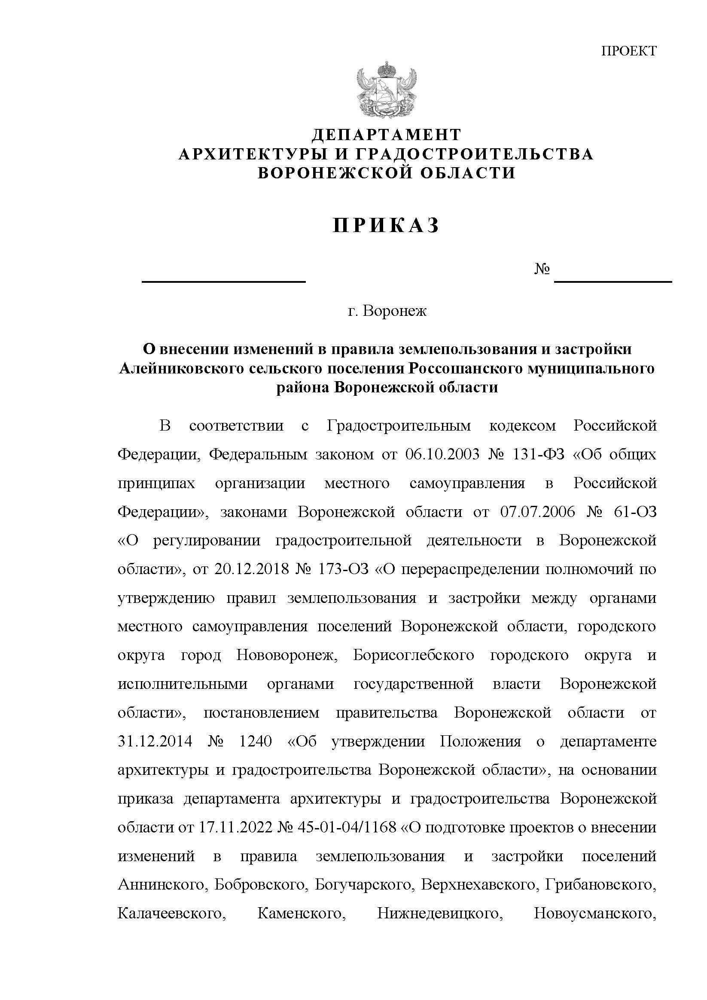 ПРОЕКТ
ДЕПАРТАМЕНТ
АРХИТЕКТУРЫ И ГРАДОСТРОИТЕЛЬСТВА
ВОРОНЕЖСКОЙ ОБЛАСТИ
ПРИКАЗ
№
г. Воронеж
О внесении изменений в правила землепользования и застройки
Алейниковского сельского поселения Россошанского муниципального
района Воронежской области
В соответствии с Градостроительным кодексом Российской
Федерации, Федеральным законом от 06.10.2003 № 131-ФЗ «Об общих
принципах организации местного самоуправления в Российской
Федерации», законами Воронежской области от 07.07.2006 № 61-ОЗ
«О регулировании градостроительной деятельности в Воронежской
области», от 20.12.2018 № 173-ОЗ «О перераспределении полномочий по
утверждению правил землепользования и застройки между органами
местного самоуправления поселений Воронежской области, городского
округа город Нововоронеж, Борисоглебского городского округа и
исполнительными органами государственной власти Воронежской
области», постановлением правительства Воронежской области от
31.12.2014 № 1240 «Об утверждении Положения о департаменте
архитектуры и градостроительства Воронежской области», на основании
приказа департамента архитектуры и градостроительства Воронежской
области от 17.11.2022 № 45-01-04/1168 «О подготовке проектов о внесении
изменений в правила землепользования и застройки поселений
Аннинского, Бобровского, Богучарского, Верхнехавского, Грибановского,
Калачеевского, Каменского, Нижнедевицкого, Новоусманского,